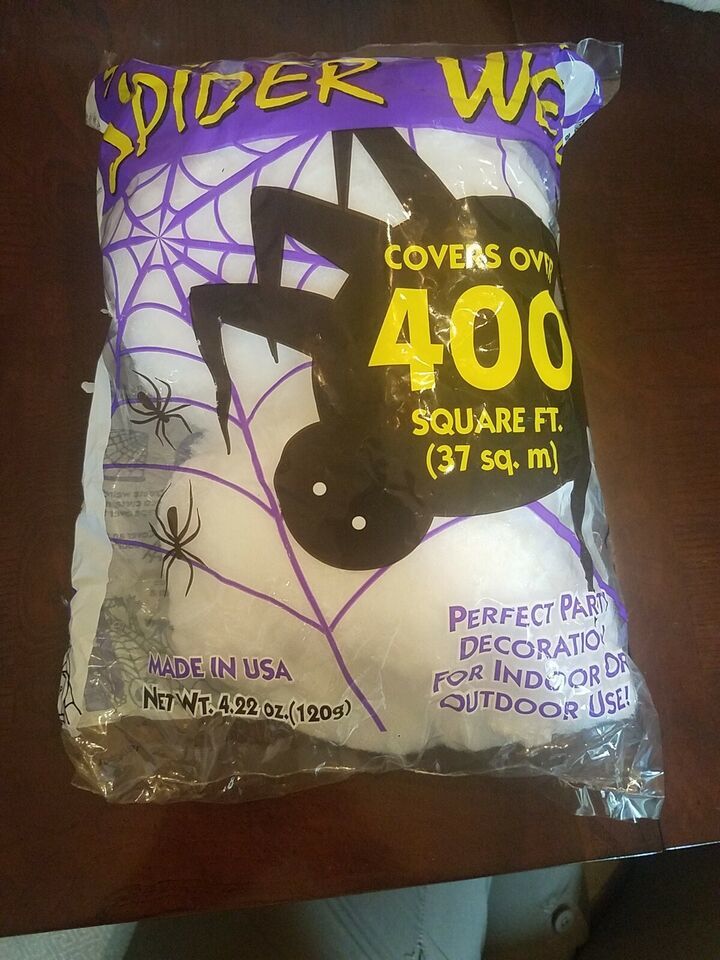 SPIDER WE
COVERS OVE
400
SQUARE FT.
(37 sq. m)
PERFECT PARTY
DECORATIO
FOR INDOOR OR
OUTDOOR USE!
MADE IN USA
NET WT. 4.22 oz.(120g)